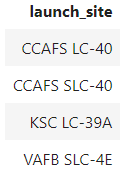 launch_site
CCAFS LC-40
CCAFS SLC-40
KSC LC-39A
VAFB SLC-4E